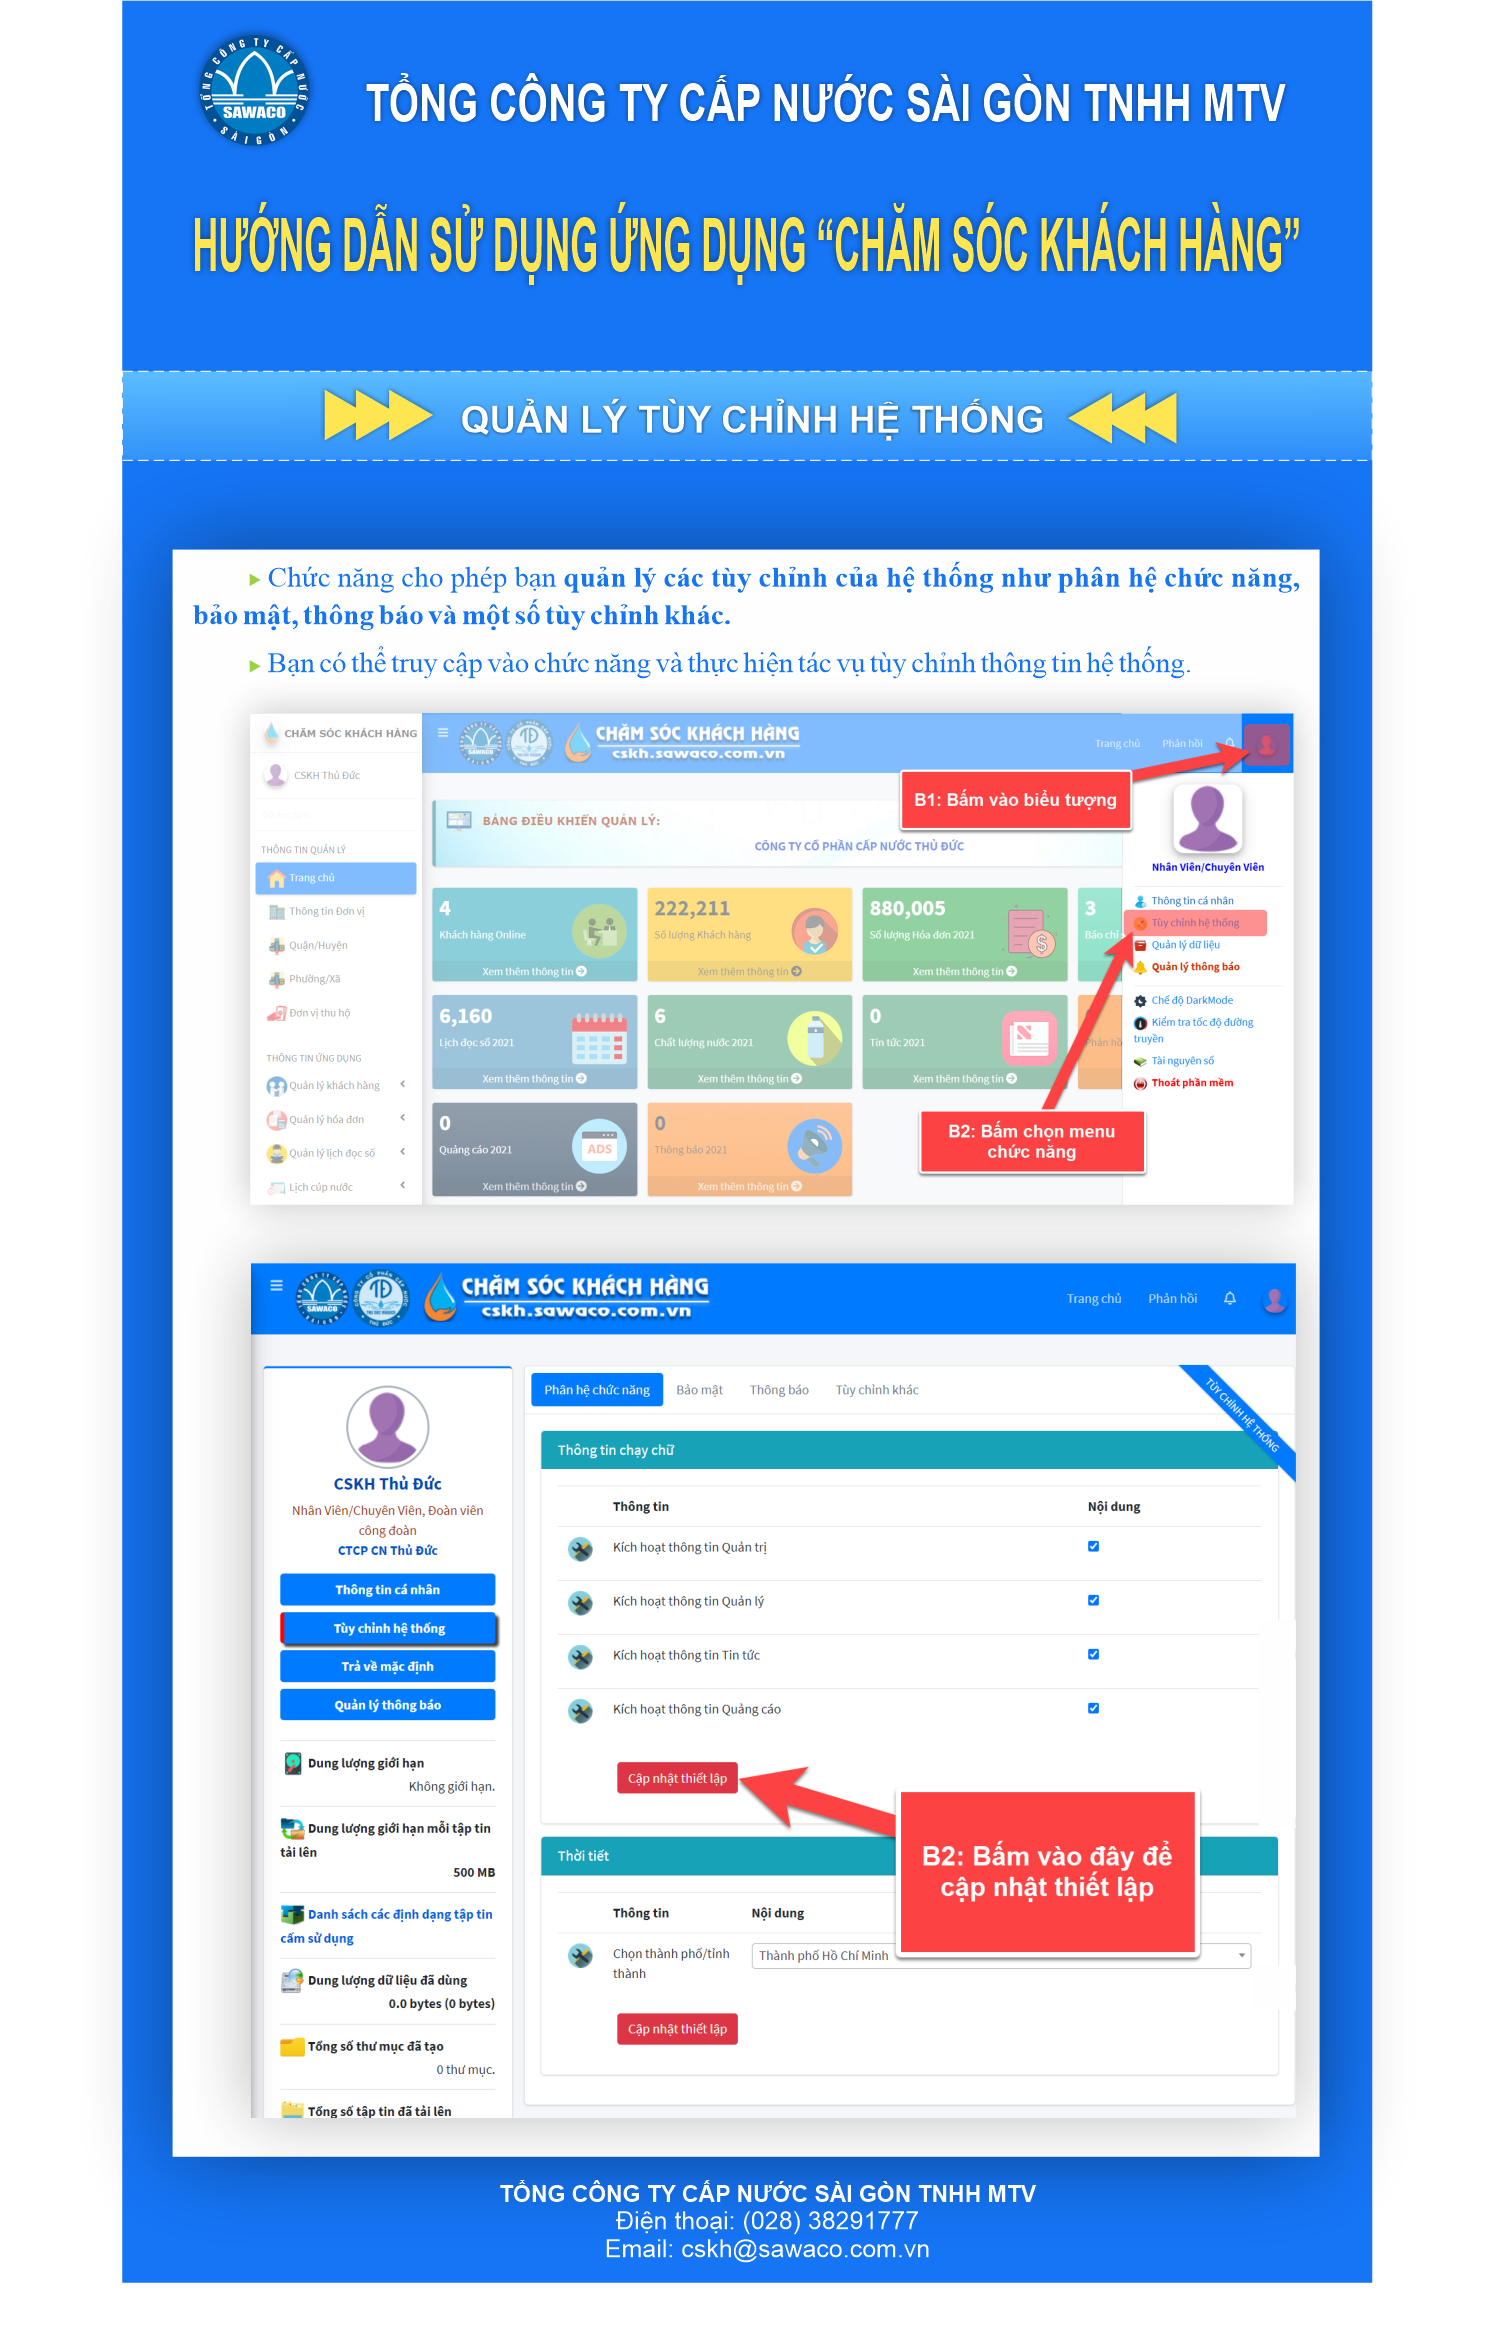 TỔNG CÔNG TY CẤP NƯỚC SÀI GÒN
SAWACO
TỔNG CÔNG TY CẤP NƯỚC SÀI GÒN TNHH MTV
HƯỚNG DẪN SỬ DỤNG ỨNG DỤNG “CHĂM SÓC KHÁCH HÀNG”
QUẢN LÝ TÙY CHỈNH HỆ THỐNG
Chức năng cho phép bạn quản lý các tùy chỉnh của hệ thống như phân hệ chức năng,
bảo mật, thông báo và một số tùy chỉnh khác.
Bạn có thể truy cập vào chức năng và thực hiện tác vụ tùy chỉnh thông tin hệ thống.
CHĂM SÓC KHÁCH HÀNG
CSKH Thủ Đức
THÔNG TIN QUẢN LÝ
Trang chủ
Thông tin Đơn vị
Quận/Huyện
Phường/Xã
Đơn vị thu hộ
THÔNG TIN ỨNG DỤNG
Quản lý khách hàng
Quản lý hóa đơn
Quản lý lịch đọc số
Lịch cúp nước
SAWACO
CHĂM SÓC KHÁCH HÀNG
cskh.sawaco.com.vn
Trang chủ Phản hồi
B1: Bấm vào biểu tượng
BẢNG ĐIỀU KHIỂN QUẢN LÝ:
CÔNG TY CỔ PHẦN CẤP NƯỚC THỦ ĐỨC
4
Khách hàng Online
Xem thêm thông tin
222,211
Số lượng Khách hàng
Xem thêm thông tin
880,005
Số lượng Hóa đơn 2021
Xem thêm thông tin
3
Báo chỉ
6,160
Lịch đọc số 2021
Xem thêm thông tin
6
Chất lượng nước 2021
Xem thêm thông tin
0
Tin tức 2021
Xem thêm thông tin
Phản hồ
0
Quảng cáo 2021
ADS
Xem thêm thông tin
0
Thông báo 2021
Xem thêm thông tin
Nhân Viên/Chuyên Viên
Thông tin cá nhân
Tùy chỉnh hệ thống
Quản lý dữ liệu
Quản lý thông báo
Chế độ DarkMode
Kiểm tra tốc độ đường
truyền
Tài nguyên số
Thoát phần mềm
B2: Bấm chọn menu
chức năng
SAWACO
CHĂM SÓC KHÁCH HÀNG
cskh.sawaco.com.vn
Trang chủ Phản hồi
CSKH Thủ Đức
Nhân Viên/Chuyên Viên, Đoàn viên
công đoàn
CTCP CN Thủ Đức
Thông tin cá nhân
Tùy chỉnh hệ thống
Trả về mặc định
Quản lý thông báo
Dung lượng giới hạn
Không giới hạn.
Dung lượng giới hạn mỗi tập tin
tải lên
500 MB
Danh sách các định dạng tập tin
cấm sử dụng
Dung lượng dữ liệu đã dùng
0.0 bytes (0 bytes)
Tổng số thư mục đã tạo
0 thư mục.
Tổng số tập tin đã tải lên
Phân hệ chức năng Bảo mật Thông báo Tùy chỉnh khác
TÙY CHỈNH HỆ THỐNG
Thông tin chạy chữ
Thông tin Nội dung
Kích hoạt thông tin Quản trị
Kích hoạt thông tin Quản lý
Kích hoạt thông tin Tin tức
Kích hoạt thông tin Quảng cáo
Cập nhật thiết lập
B2: Bấm vào đây để
cập nhật thiết lập
Thời tiết
Thông tin Nội dung
Chọn thành phố/tỉnh
thành
Thành phố Hồ Chí Minh
Cập nhật thiết lập
TỔNG CÔNG TY CẤP NƯỚC SÀI GÒN TNHH MTV
Điện thoại: (028) 38291777
Email: cskh@sawaco.com.vn